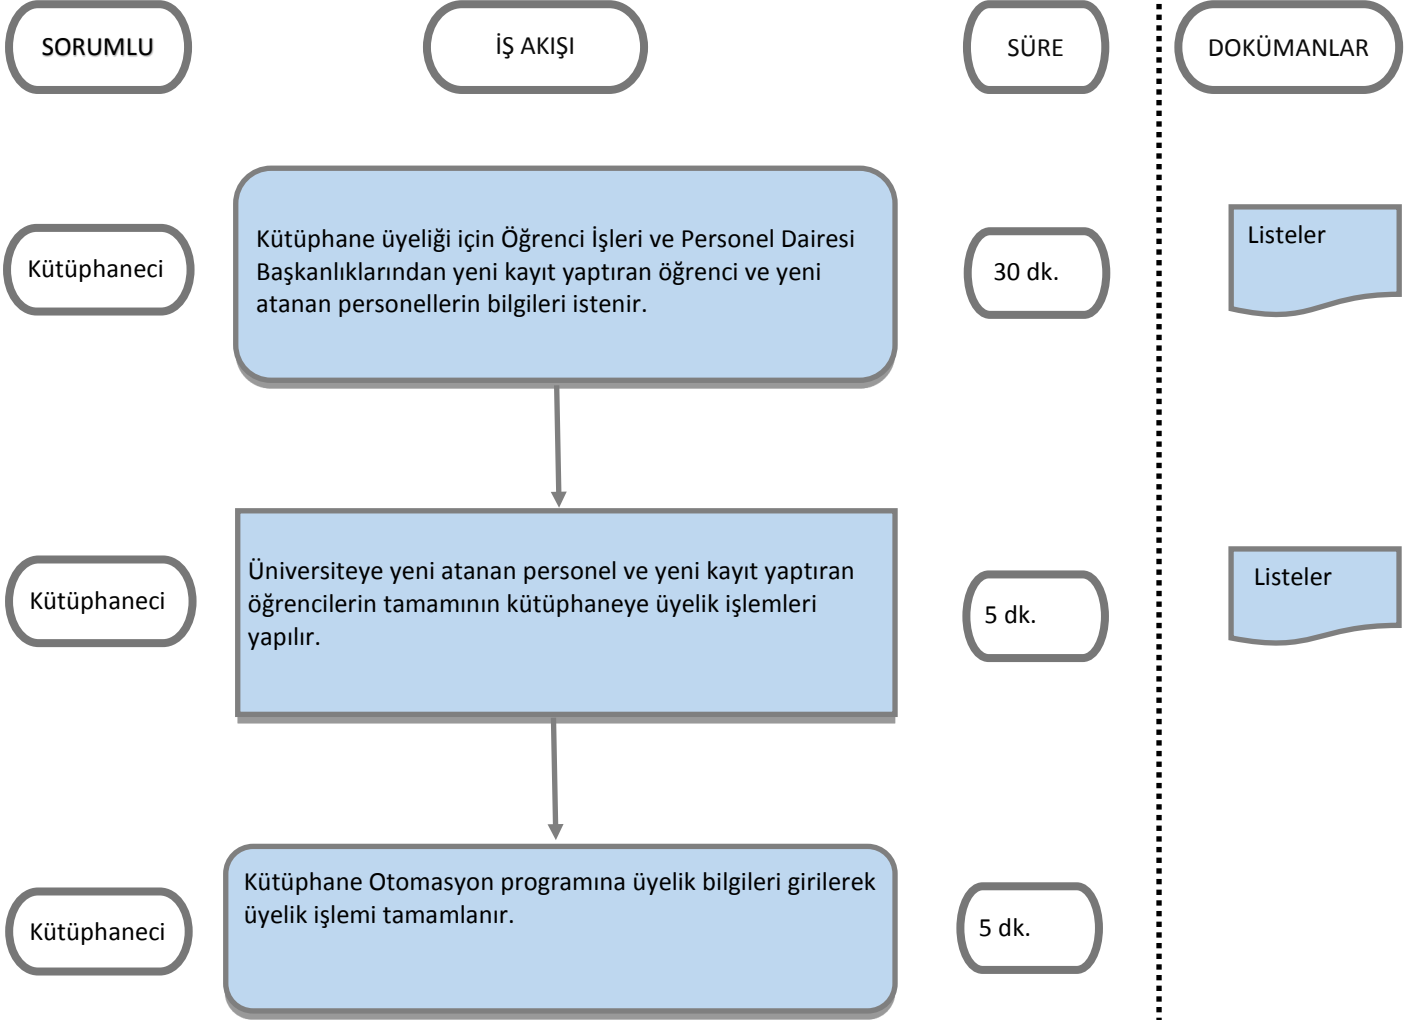 SORUMLU
İŞ AKIŞI
SÜRE
DOKÜMANLAR
Kütüphaneci
Kütüphane üyeliği için Öğrenci İşleri ve Personel Dairesi
Başkanlıklarından yeni kayıt yaptıran öğrenci ve yeni
atanan personellerin bilgileri istenir.
30 dk.
Listeler
Kütüphaneci
Üniversiteye yeni atanan personel ve yeni kayıt yaptıran
öğrencilerin tamamının kütüphaneye üyelik işlemleri
yapılır.
5 dk.
Listeler
Kütüphaneci
Kütüphane Otomasyon programına üyelik bilgileri girilerek
üyelik işlemi tamamlanır.
5 dk.